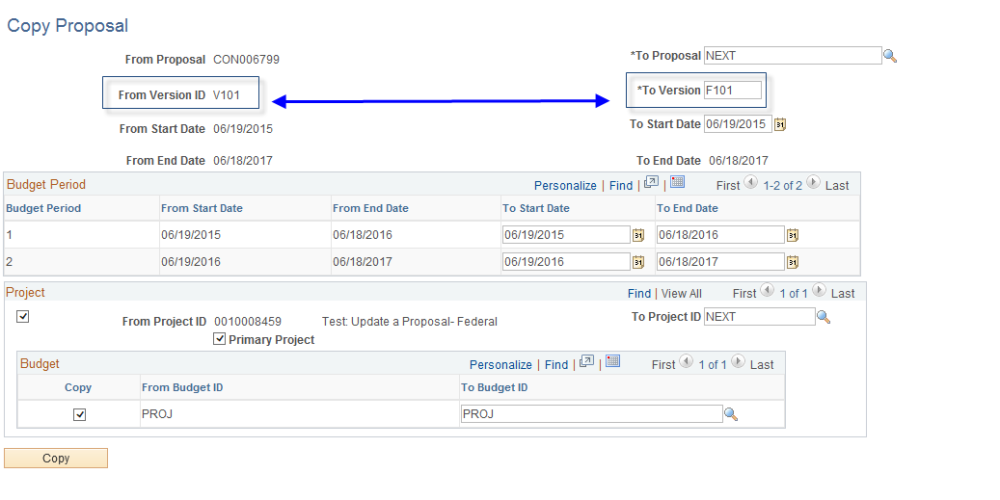 Copy Proposal
From Proposal CON006799 *To Proposal NEXT
From Version ID V101 *To Version F101
From Start Date 06/19/2015 To Start Date 06/19/2015 31
From End Date 06/18/2017 To End Date 06/18/2017
Budget Period Personalize | Find | | First 1-2 of 2 Last
Budget Period From Start Date From End Date To Start Date To End Date
1 06/19/2015 06/18/2016 06/19/2015 31 06/18/2016 31
2 06/19/2016 06/18/2017 06/19/2016 31 06/18/2017 31
Project Find | View All First 1 of 1 Last
From Project ID 0010008459 Test: Update a Proposal- Federal To Project ID NEXT
Primary Project
Budget Personalize | Find | | First 1 of 1 Last
Copy From Budget ID To Budget ID
PROJ PROJ
Copy